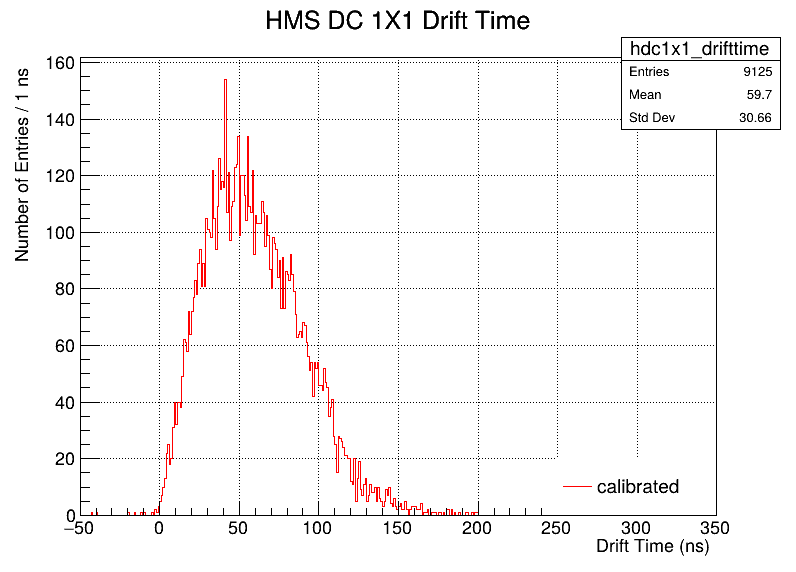 HMS DC 1X1 Drift Time
hdc1x1_drifttime
Entries 9125
Mean 59.7
Std Dev 30.66
Number of Entries / 1 ns
160
140
120
100
80
60
40
20
0
calibrated
−50 0 50 100 150 200 250 300 350
Drift Time (ns)